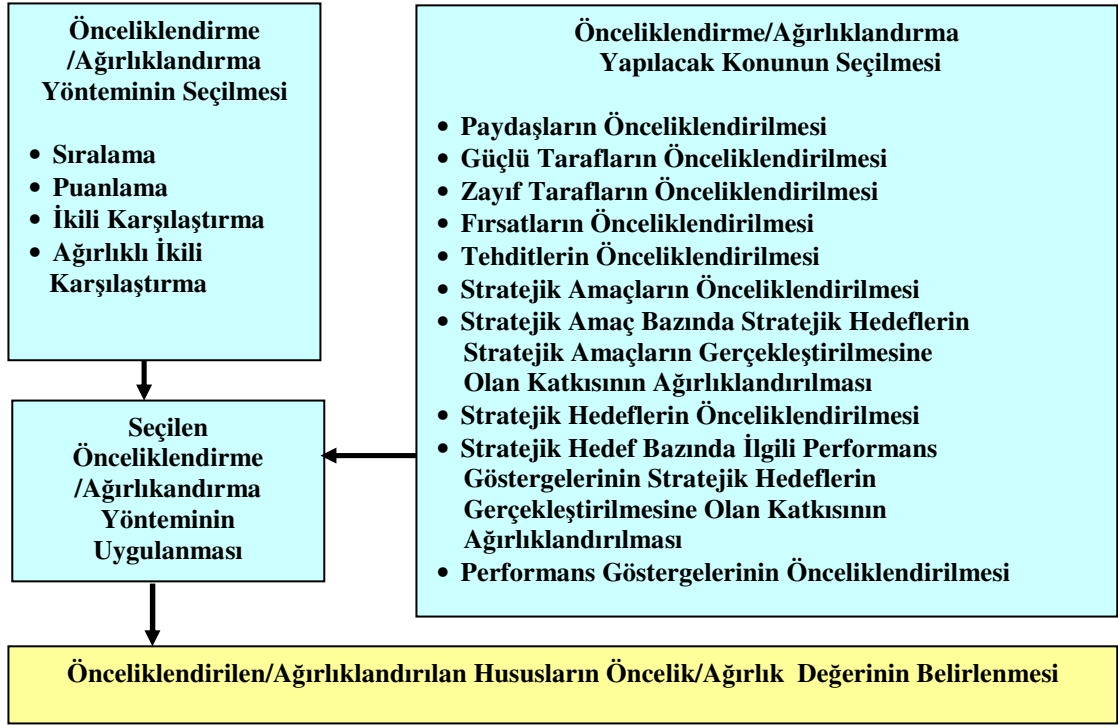 Önceliklendirme
/Ağırlıklandırma
Yönteminin Seçilmesi
• Sıralama
• Puanlama
• İkili Karşılaştırma
• Ağırlıklı İkili
Karşılaştırma
Önceliklendirme/Ağırlıklandırma
Yapılacak Konunun Seçilmesi
• Paydaşların Önceliklendirilmesi
• Güçlü Tarafların Önceliklendirilmesi
• Zayıf Tarafların Önceliklendirilmesi
• Fırsatların Önceliklendirilmesi
• Tehditlerin Önceliklendirilmesi
• Stratejik Amaçların Önceliklendirilmesi
• Stratejik Amaç Bazında Stratejik Hedeflerin
Stratejik Amaçların Gerçekleştirilmesine
Olan Katkısının Ağırlıklandırılması
• Stratejik Hedeflerin Önceliklendirilmesi
• Stratejik Hedef Bazında İlgili Performans
Göstergelerinin Stratejik Hedeflerin
Gerçekleştirilmesine Olan Katkısının
Ağırlıklandırılması
• Performans Göstergelerinin Önceliklendirilmesi
Seçilen
Önceliklendirme
/Ağırlıkandırma
Yönteminin
Uygulanması
Önceliklendirilen/Ağırlıklandırılan Hususların Öncelik/Ağırlık Değerinin Belirlenmesi